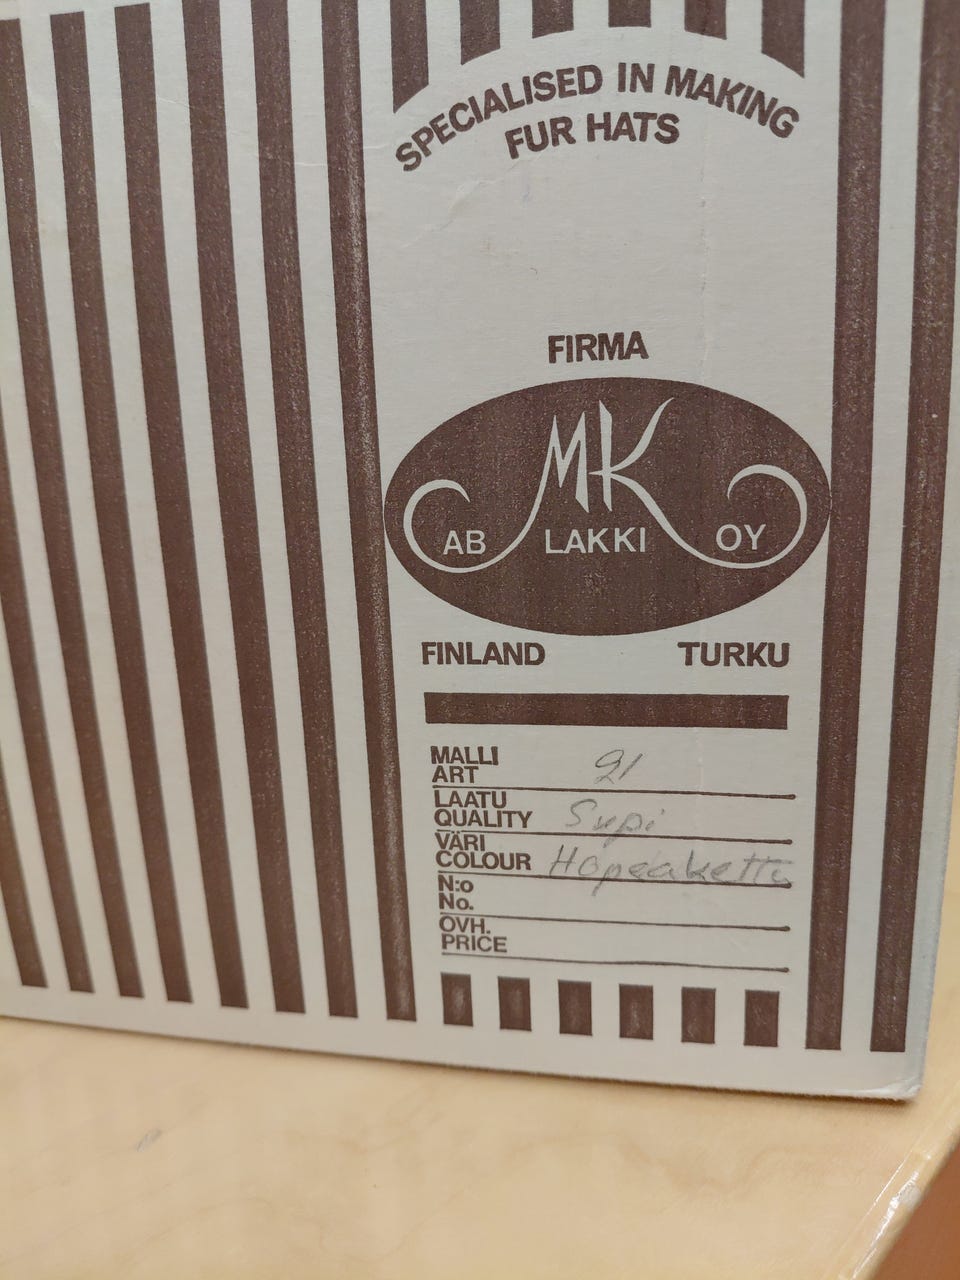 SPECIALISED IN MAKING
FUR HATS
FIRMA
MK
AB LAKKI OY
FINLAND TURKU
MALLI
ART 21
LAATU
QUALITY Supi
VÄRI
COLOUR Hopeakettu
N:o
No.
OVH.
PRICE